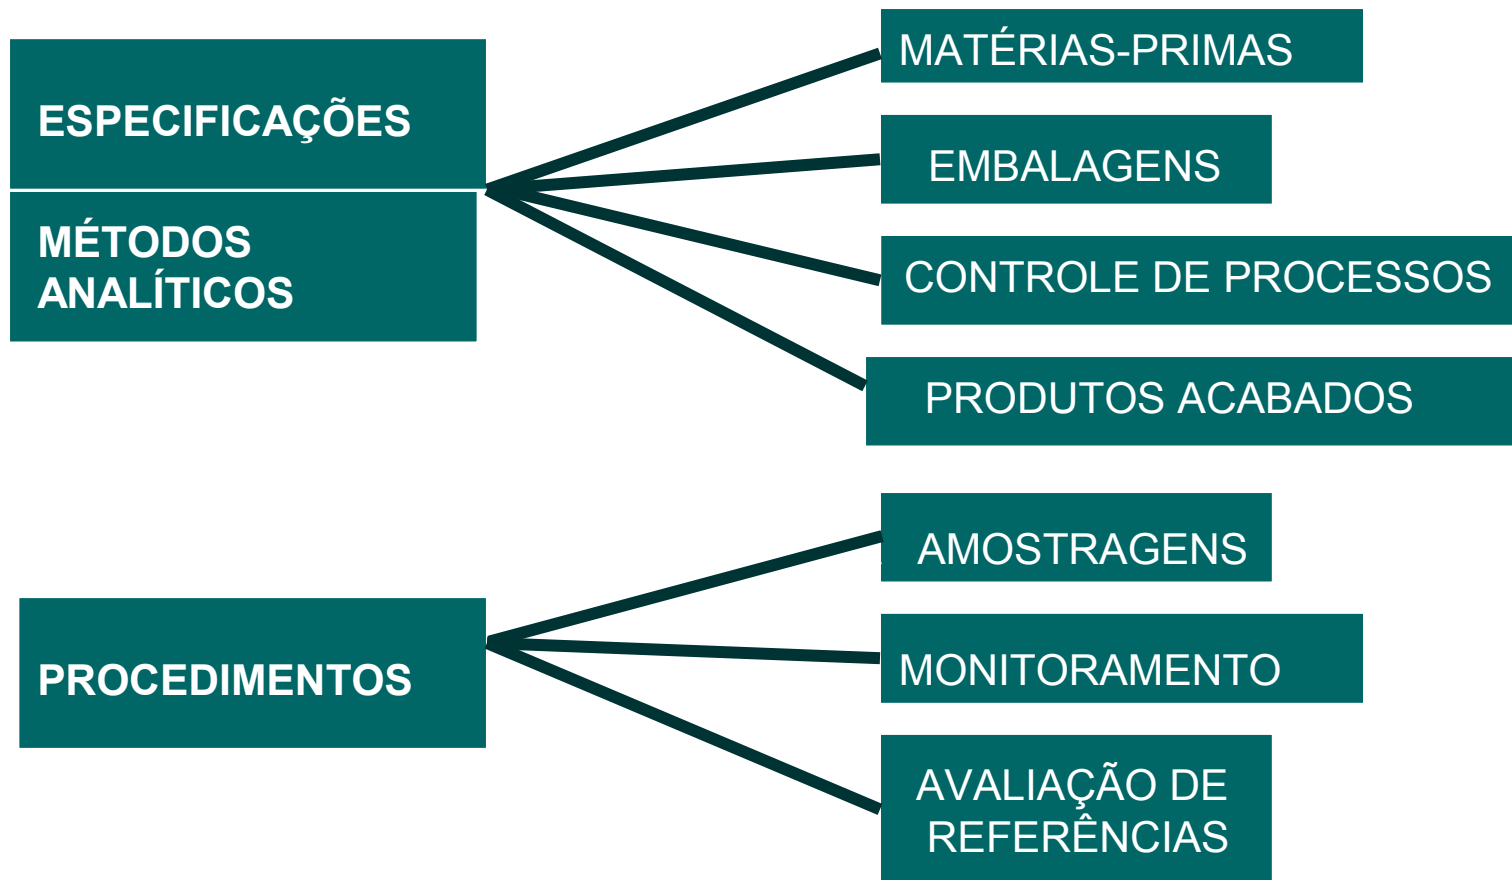 ESPECIFICAÇÕES
MÉTODOS
ANALÍTICOS
MATÉRIAS-PRIMAS
EMBALAGENS
CONTROLE DE PROCESSOS
PRODUTOS ACABADOS
PROCEDIMENTOS
AMOSTRAGENS
MONITORAMENTO
AVALIAÇÃO DE
REFERÊNCIAS